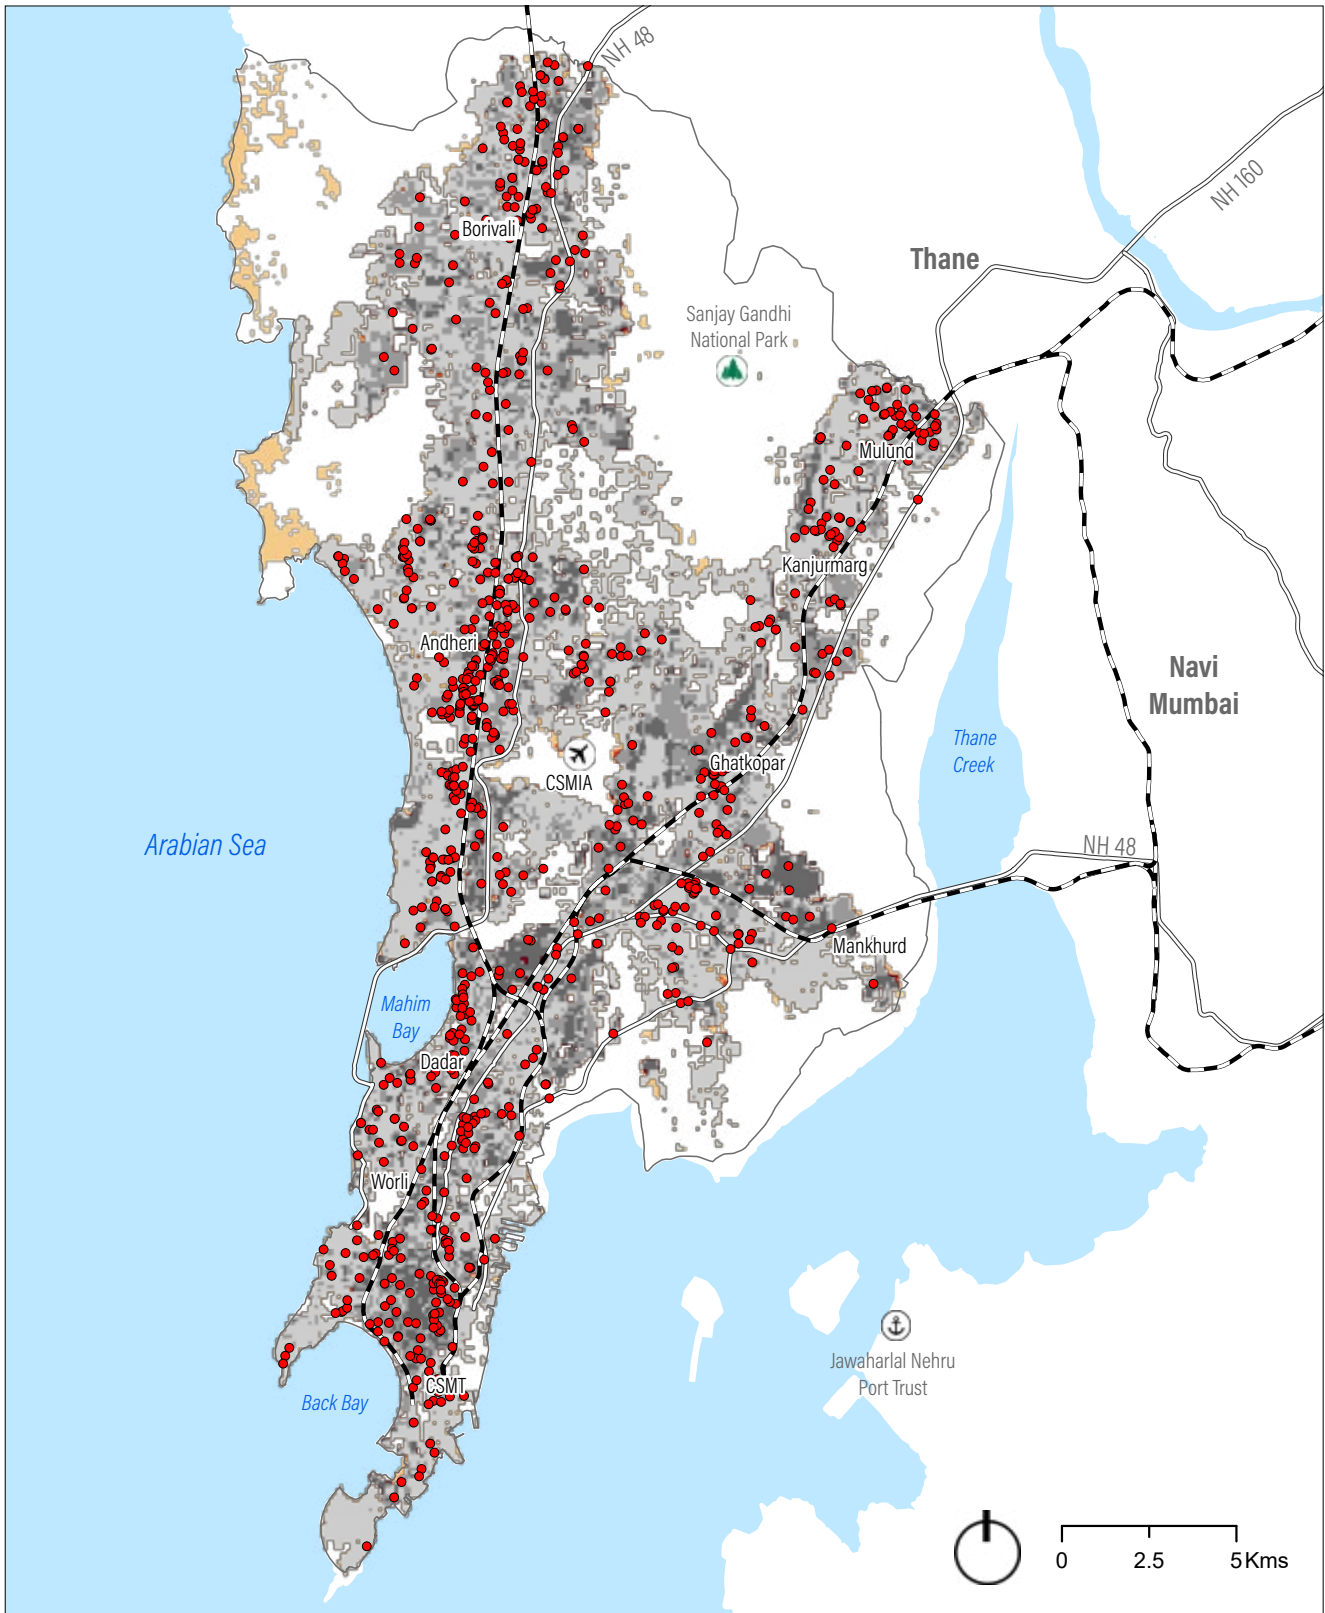 NH 48
NH 160
Borivali
Thane
Sanjay Gandhi
National Park
Mulund
Kanjurmarg
Andheri
Navi
Mumbai
Thane
Creek
Ghatkopar
CSMIA
Arabian Sea
NH 48
Mankhurd
Mahim
Bay
Dadar
Worli
Jawaharlal Nehru
Port Trust
CSMT
Back Bay
0 2.5 5 Kms